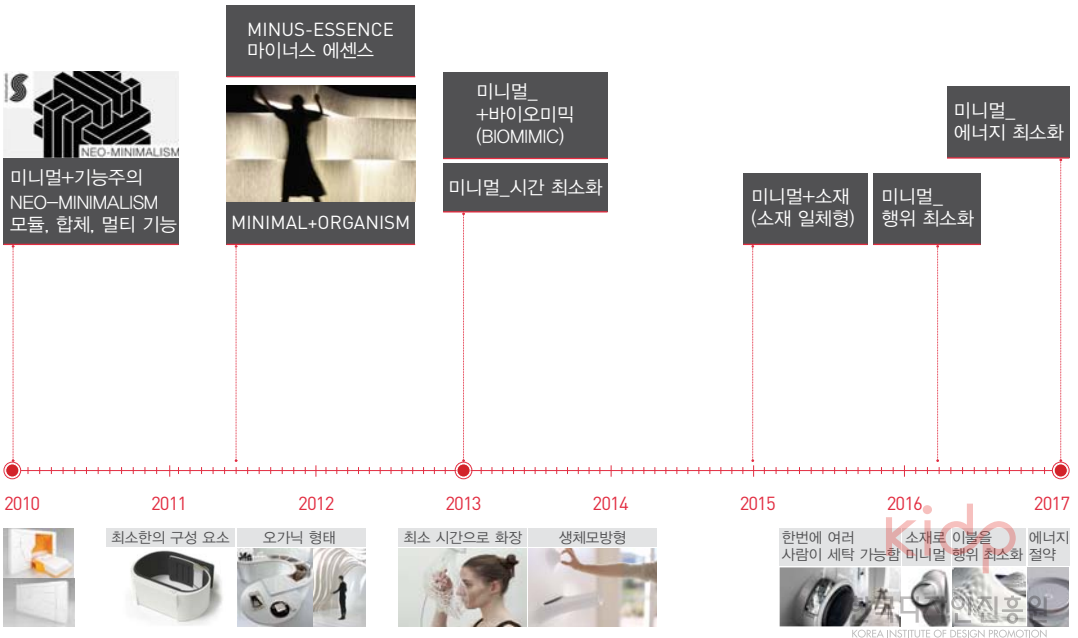 MINUS-ESSENCE
마이너스 에센스
NEO-MINIMALISM
미니멀+기능주의
NEO-MINIMALISM
모듈, 합체, 멀티 기능
MINIMAL+ORGANISM
미니멀_
+바이오미믹
(BIOMIMIC)
미니멀_시간 최소화
미니멀+소재
(소재 일체형)
미니멀_
행위 최소화
미니멀_
에너지 최소화
2010
2011
2012
2013
2014
2015
2016
2017
최소한의 구성 요소
오가닉 형태
최소 시간으로 화장
생체모방형
한번에 여러
사람이 세탁 가능함
소재로
미니멀
이불을
행위 최소화
에너지
절약
kidp
한국디자인진흥원
KOREA INSTITUTE OF DESIGN PROMOTION